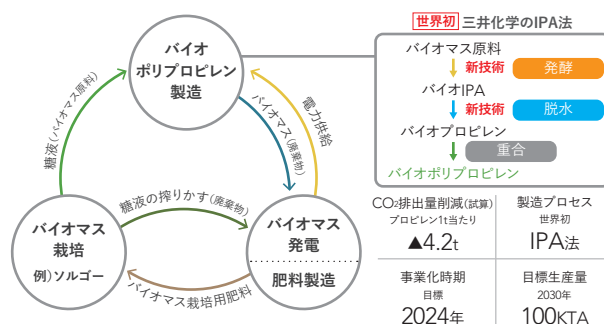 世界初 三井化学のIPA法
バイオマス原料
新技術 発酵
バイオIPA
新技術 脱水
バイオプロピレン
重合
バイオポリプロピレン
バイオ
ポリプロピレン
製造
糖液(バイオマス原料)
バイオマス(廃棄物)
電力供給
糖液の搾りかす(廃棄物)
バイオマス
栽培
例)ソルゴー
バイオマス
発電
肥料製造
バイオマス栽培用肥料
CO2排出量削減(試算)
プロピレン1t当たり
▲4.2t
製造プロセス
世界初
IPA法
事業化時期
目標
2024年
目標生産量
2030年
100KTA